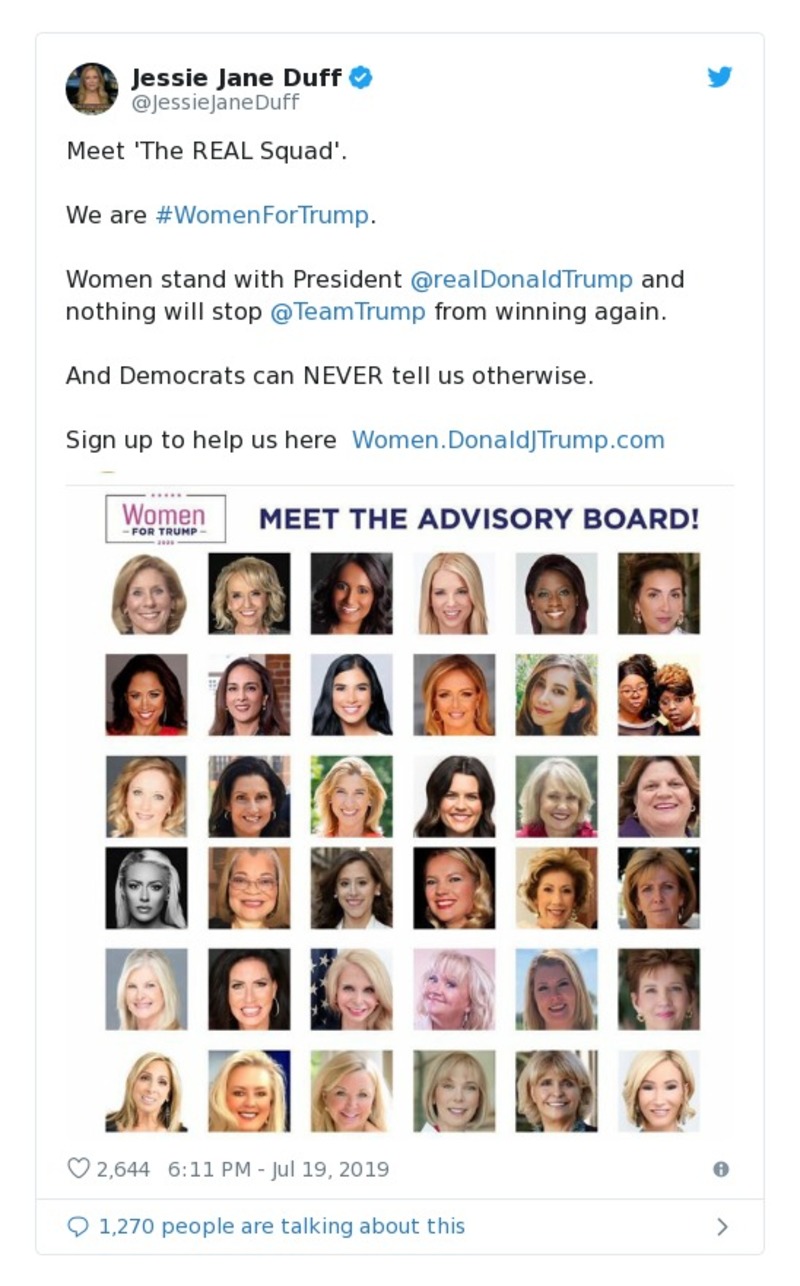 Jessie Jane Duff
@JessieJaneDuff
Meet 'The REAL Squad'.
We are #WomenForTrump.
Women stand with President @realDonaldTrump and
nothing will stop @TeamTrump from winning again.
And Democrats can NEVER tell us otherwise.
Sign up to help us here Women.DonaldJTrump.com
Women
FOR TRUMP
2020
MEET THE ADVISORY BOARD!
2,644 6:11 PM - Jul 19, 2019
1,270 people are talking about this